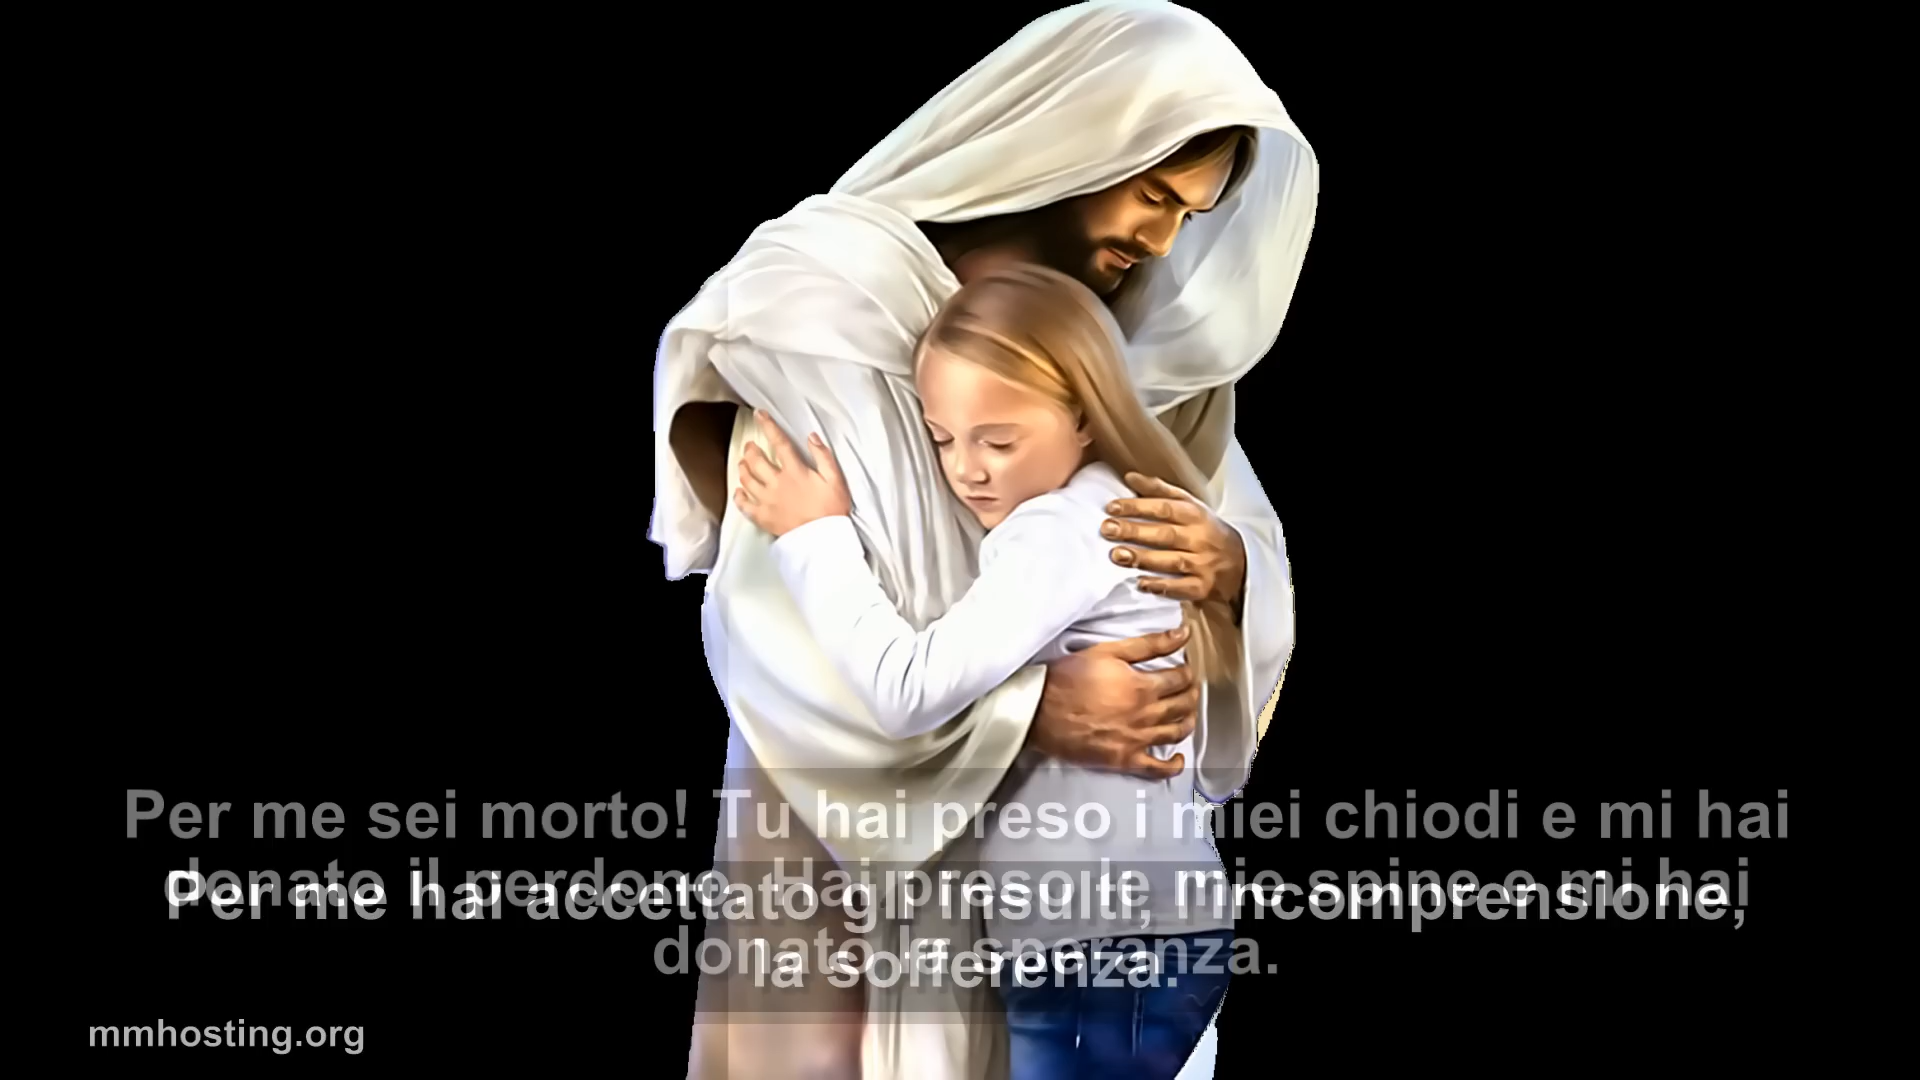 Per me sei morto! Tu hai preso i miei chiodi e mi hai
donato il perdono. Hai preso le mie spine e mi hai
donato la speranza.
Per me hai accettato gli insulti, l'incomprensione,
la sofferenza.
mmhosting.org